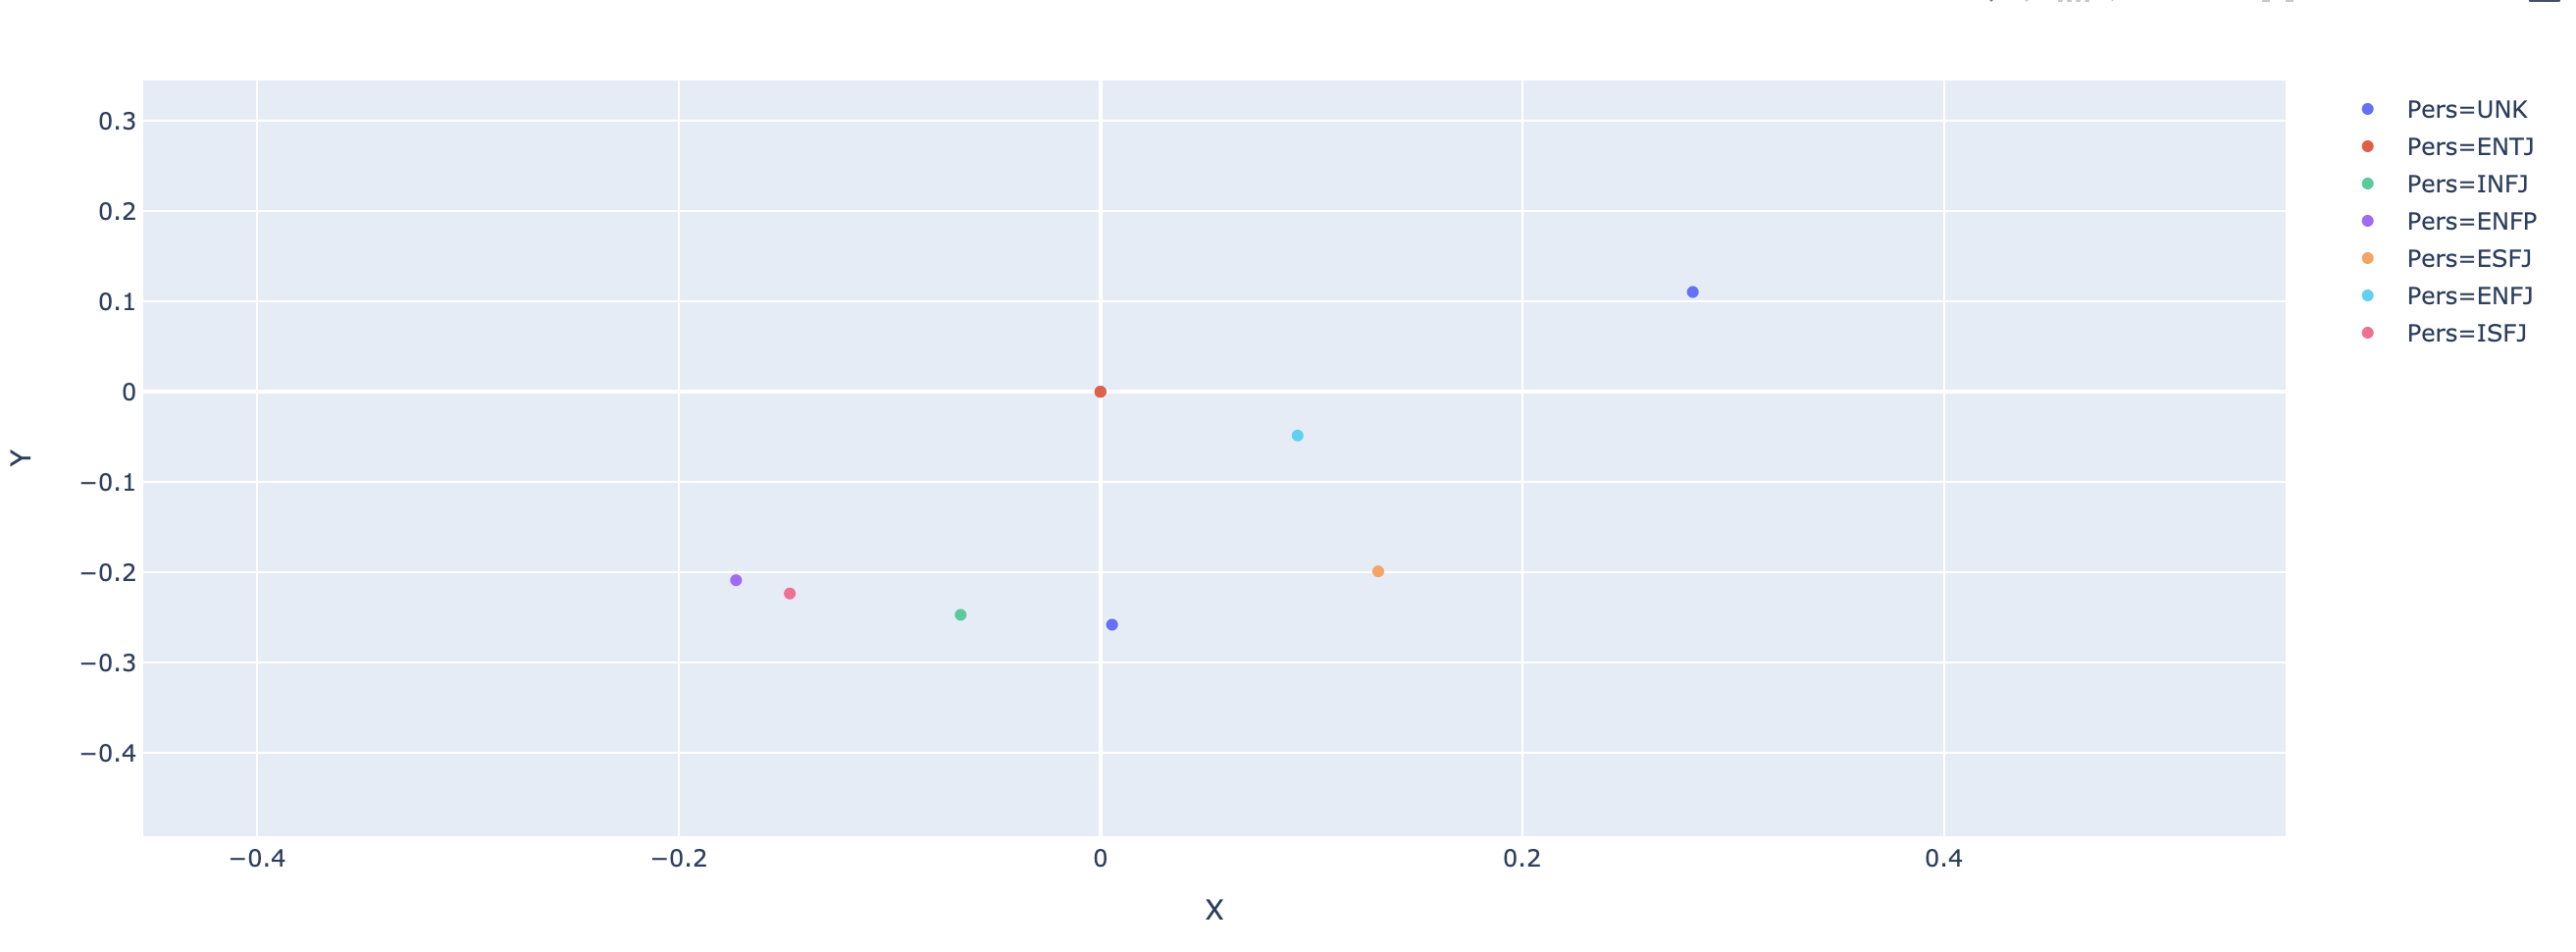 Pers=UNK
Pers=ENTJ
Pers=INFJ
Pers=ENFP
Pers=ESFJ
Pers=ENFJ
Pers=ISFJ
0.3
0.2
0.1
0
−0.1
−0.2
−0.3
−0.4
Y
−0.4 −0.2 0 0.2 0.4
X